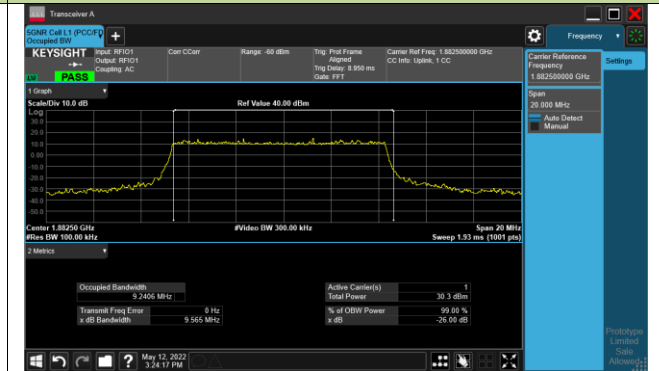 Transceiver A
5GNR Cell L1 (PCC/FD
Occupied BW
+
Frequency
KEYSIGHT
Input: RFIO1
Output: RFIO1
Coupling: AC
Corr CCorr
Range: -60 dBm
Trig: Prot Frame
Aligned
Trig Delay: 8.950 ms
Gate: FFT
Carrier Ref Freq: 1.882500000 GHz
CC Info: Uplink, 1 CC
PASS
Carrier Reference
Frequency
1.882500000 GHz
Settings
Span
20.000 MHz
Auto Detect
Manual
1 Graph
Scale/Div 10.0 dB
Ref Value 40.00 dBm
Log
30.0
20.0
10.0
0.00
-10.0
-20.0
-30.0
-40.0
-50.0
Center 1.88250 GHz
#Video BW 300.00 kHz
Span 20 MHz
#Res BW 100.00 kHz
Sweep 1.93 ms (1001 pts)
2 Metrics
Occupied Bandwidth
9.2406 MHz
Transmit Freq Error 0 Hz
x dB Bandwidth 9.565 MHz
Active Carrier(s) 1
Total Power 30.3 dBm
% of OBW Power 99.00 %
x dB -26.00 dB
May 12, 2022
3:24:17 PM
Prototype
Limited
Sale
Allowed